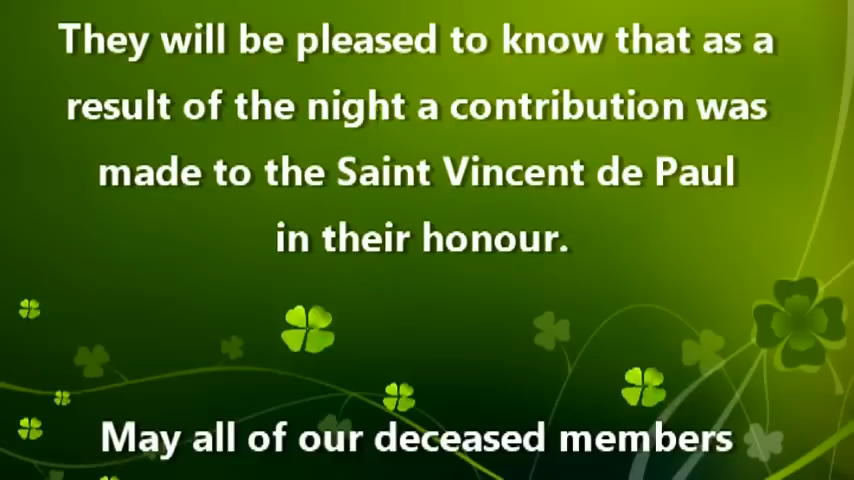 They will be pleased to know that as a
result of the night a contribution was
made to the Saint Vincent de Paul
in their honour.
May all of our deceased members